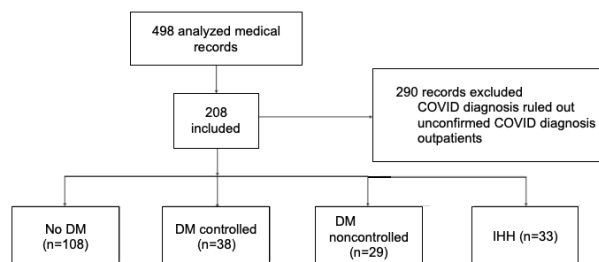 498 analyzed medical
records
208
included
290 records excluded
COVID diagnosis ruled out
unconfirmed COVID diagnosis
outpatients
No DM
(n=108)
DM controlled
(n=38)
DM
noncontrolled
(n=29)
IHH (n=33)